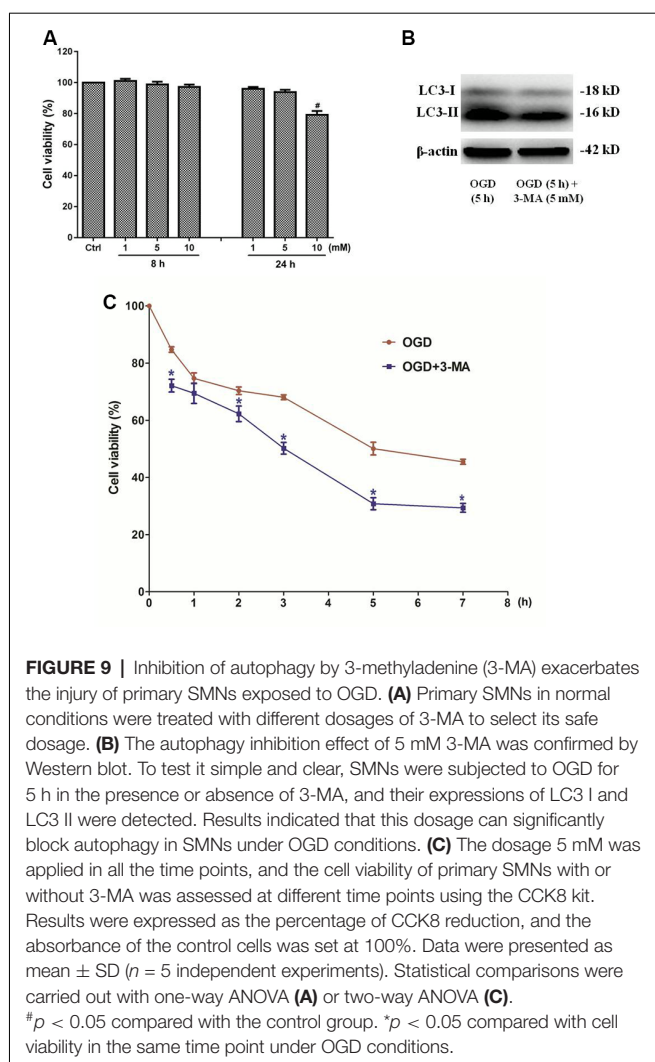 A
120
100
80
60
40
20
0
Cell viability (%)
#
Ctrl 1 5 10 1 5 10 (mM)
8 h 24 h
B
LC3-I -18 kD
LC3-II -16 kD
β-actin -42 kD
OGD OGD (5 h) +
(5 h) 3-MA (5 mM)
C
100
80
60
40
20
0
Cell viability (%)
OGD
OGD+3-MA
*
*
*
*
*
0 1 2 3 4 5 6 7 8 (h)
FIGURE 9 | Inhibition of autophagy by 3-methyladenine (3-MA) exacerbates
the injury of primary SMNs exposed to OGD. (A) Primary SMNs in normal
conditions were treated with different dosages of 3-MA to select its safe
dosage. (B) The autophagy inhibition effect of 5 mM 3-MA was confirmed by
Western blot. To test it simple and clear, SMNs were subjected to OGD for
5 h in the presence or absence of 3-MA, and their expressions of LC3 I and
LC3 II were detected. Results indicated that this dosage can significantly
block autophagy in SMNs under OGD conditions. (C) The dosage 5 mM was
applied in all the time points, and the cell viability of primary SMNs with or
without 3-MA was assessed at different time points using the CCK8 kit.
Results were expressed as the percentage of CCK8 reduction, and the
absorbance of the control cells was set at 100%. Data were presented as
mean ± SD (n = 5 independent experiments). Statistical comparisons were
carried out with one-way ANOVA (A) or two-way ANOVA (C).
#p < 0.05 compared with the control group. *p < 0.05 compared with cell
viability in the same time point under OGD conditions.